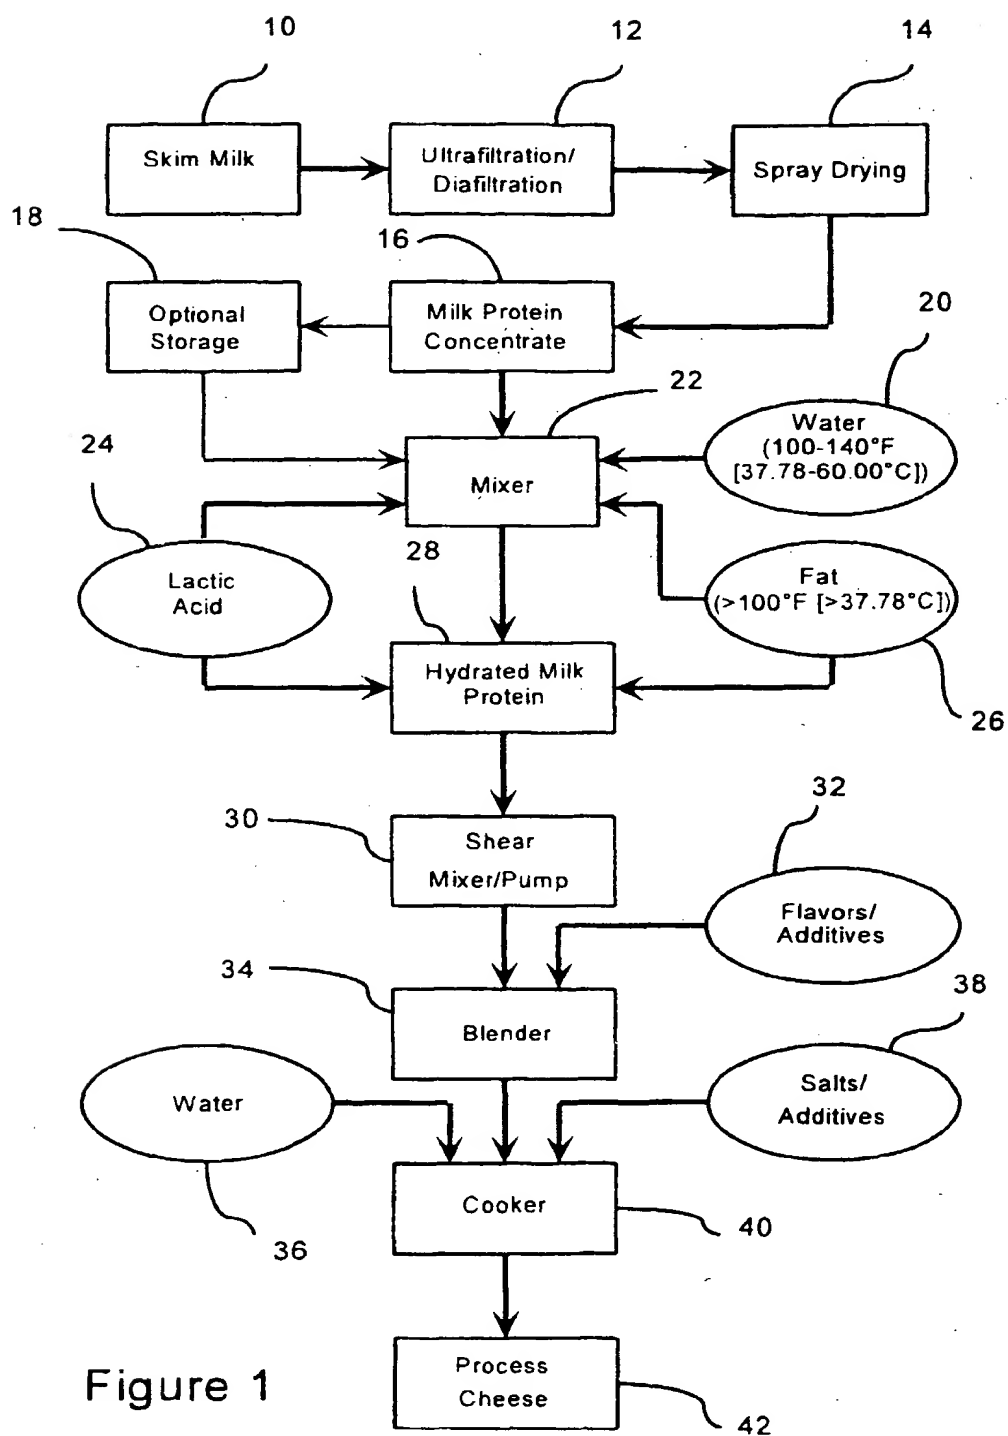 10
12
14
Skim Milk
Ultrafiltration/
Diafiltration
Spray Drying
18
16
20
Optional
Storage
Milk Protein
Concentrate
22
Water
(100-140°F
[37.78-60.00°C])
24
Mixer
28
Lactic
Acid
Fat
(>100°F [>37.78°C])
Hydrated Milk
Protein
26
32
30
Shear
Mixer/Pump
Flavors/
Additives
34
38
Blender
Water
Salts/
Additives
36
Cooker
40
Process
Cheese
42
Figure 1